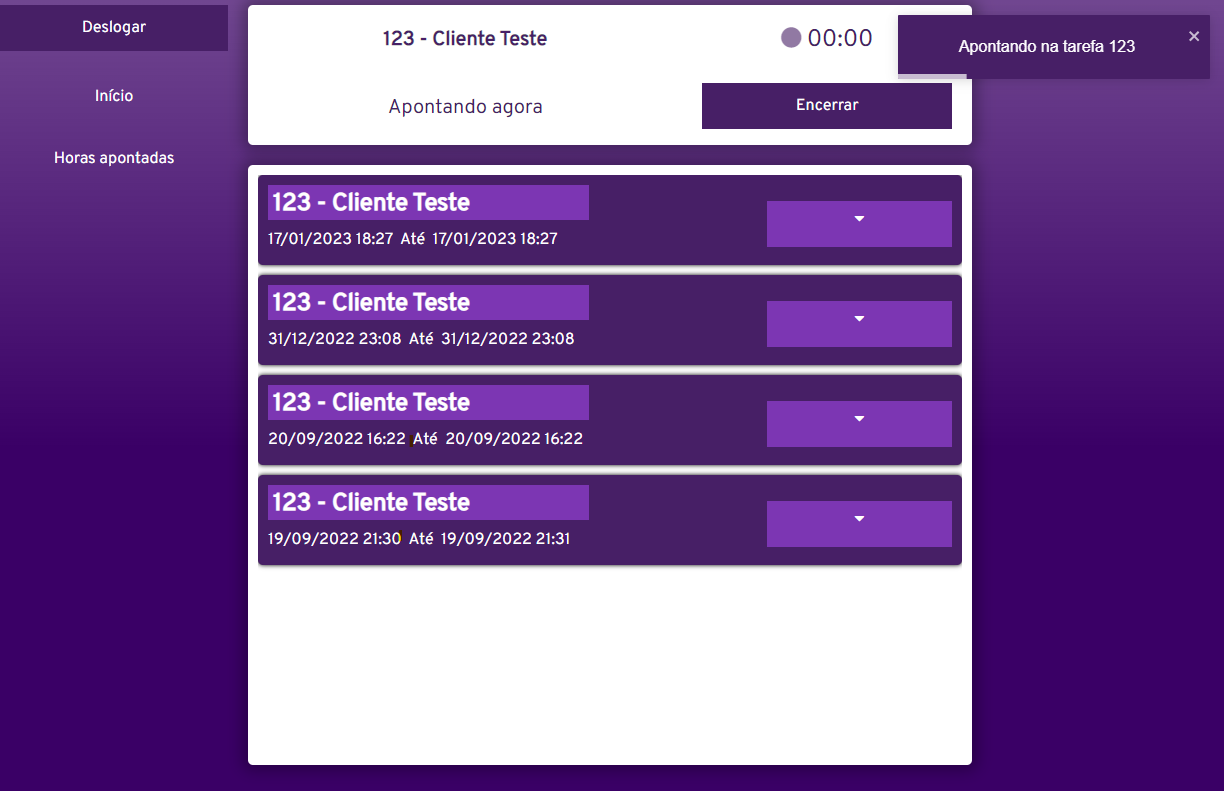 Deslogar
Início
Horas apontadas
123 - Cliente Teste
00:00
Apontando agora
Encerrar
Apontando na tarefa 123
×
123 - Cliente Teste
17/01/2023 18:27 Até 17/01/2023 18:27
123 - Cliente Teste
31/12/2022 23:08 Até 31/12/2022 23:08
123 - Cliente Teste
20/09/2022 16:22 Até 20/09/2022 16:22
123 - Cliente Teste
19/09/2022 21:30 Até 19/09/2022 21:31